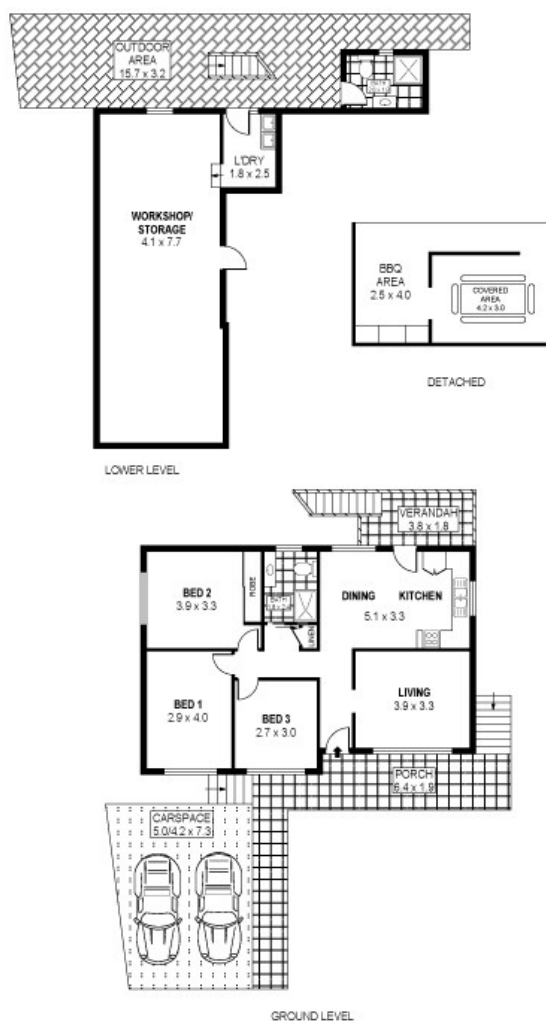 OUTDOOR
AREA
15.7 x 3.2
BATH
L'DRY
1.8 x 2.5
WORKSHOP/
STORAGE
4.1 x 7.7
BBQ
AREA
2.5 x 4.0
COVERED
AREA
4.2 x 3.0
DETACHED
LOWER LEVEL
VERANDAH
3.8 x 1.8
BED 2
3.9 x 3.3
ROBE
BATH
LINEN
DINING KITCHEN
5.1 x 3.3
BED 1
2.9 x 4.0
BED 3
2.7 x 3.0
LIVING
3.9 x 3.3
PORCH
6.4 x 1.9
CARSPACE
5.0/4.2 x 7.3
GROUND LEVEL